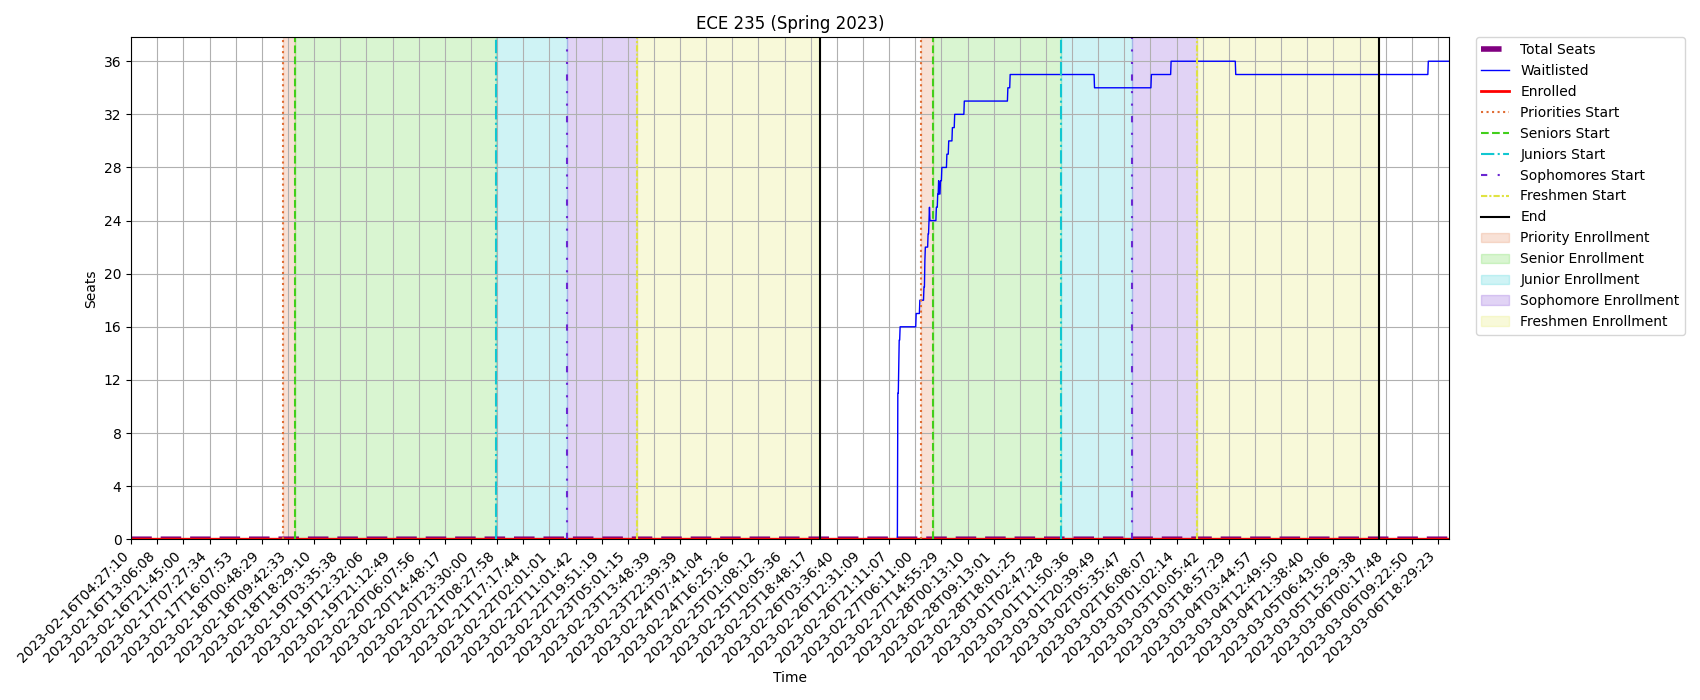 ECE 235 (Spring 2023)
Seats
36
32
28
24
20
16
12
8
4
0
2023-02-16T04:27:10
2023-02-16T13:06:08
2023-02-16T21:45:00
2023-02-17T07:27:34
2023-02-17T16:07:53
2023-02-18T00:48:29
2023-02-18T09:42:33
2023-02-18T18:29:10
2023-02-19T03:35:38
2023-02-19T12:32:06
2023-02-19T21:12:49
2023-02-20T06:07:56
2023-02-20T14:48:17
2023-02-20T23:30:00
2023-02-21T08:27:58
2023-02-21T17:17:44
2023-02-22T02:01:01
2023-02-22T11:01:42
2023-02-22T19:51:19
2023-02-23T05:01:15
2023-02-23T13:48:39
2023-02-23T22:39:39
2023-02-24T07:41:04
2023-02-24T16:25:26
2023-02-25T01:08:12
2023-02-25T10:05:36
2023-02-25T18:48:17
2023-02-26T03:36:40
2023-02-26T12:31:09
2023-02-26T21:11:07
2023-02-27T06:11:00
2023-02-27T14:55:29
2023-02-28T00:13:10
2023-02-28T09:13:01
2023-02-28T18:01:25
2023-03-01T02:47:28
2023-03-01T11:50:36
2023-03-01T20:39:49
2023-03-02T05:35:47
2023-03-02T16:08:07
2023-03-03T01:02:14
2023-03-03T10:05:42
2023-03-03T18:57:29
2023-03-04T03:44:57
2023-03-04T12:49:50
2023-03-04T21:38:40
2023-03-05T06:43:06
2023-03-05T15:29:38
2023-03-06T00:17:48
2023-03-06T09:22:50
2023-03-06T18:29:23
Time
Total Seats
Waitlisted
Enrolled
Priorities Start
Seniors Start
Juniors Start
Sophomores Start
Freshmen Start
End
Priority Enrollment
Senior Enrollment
Junior Enrollment
Sophomore Enrollment
Freshmen Enrollment